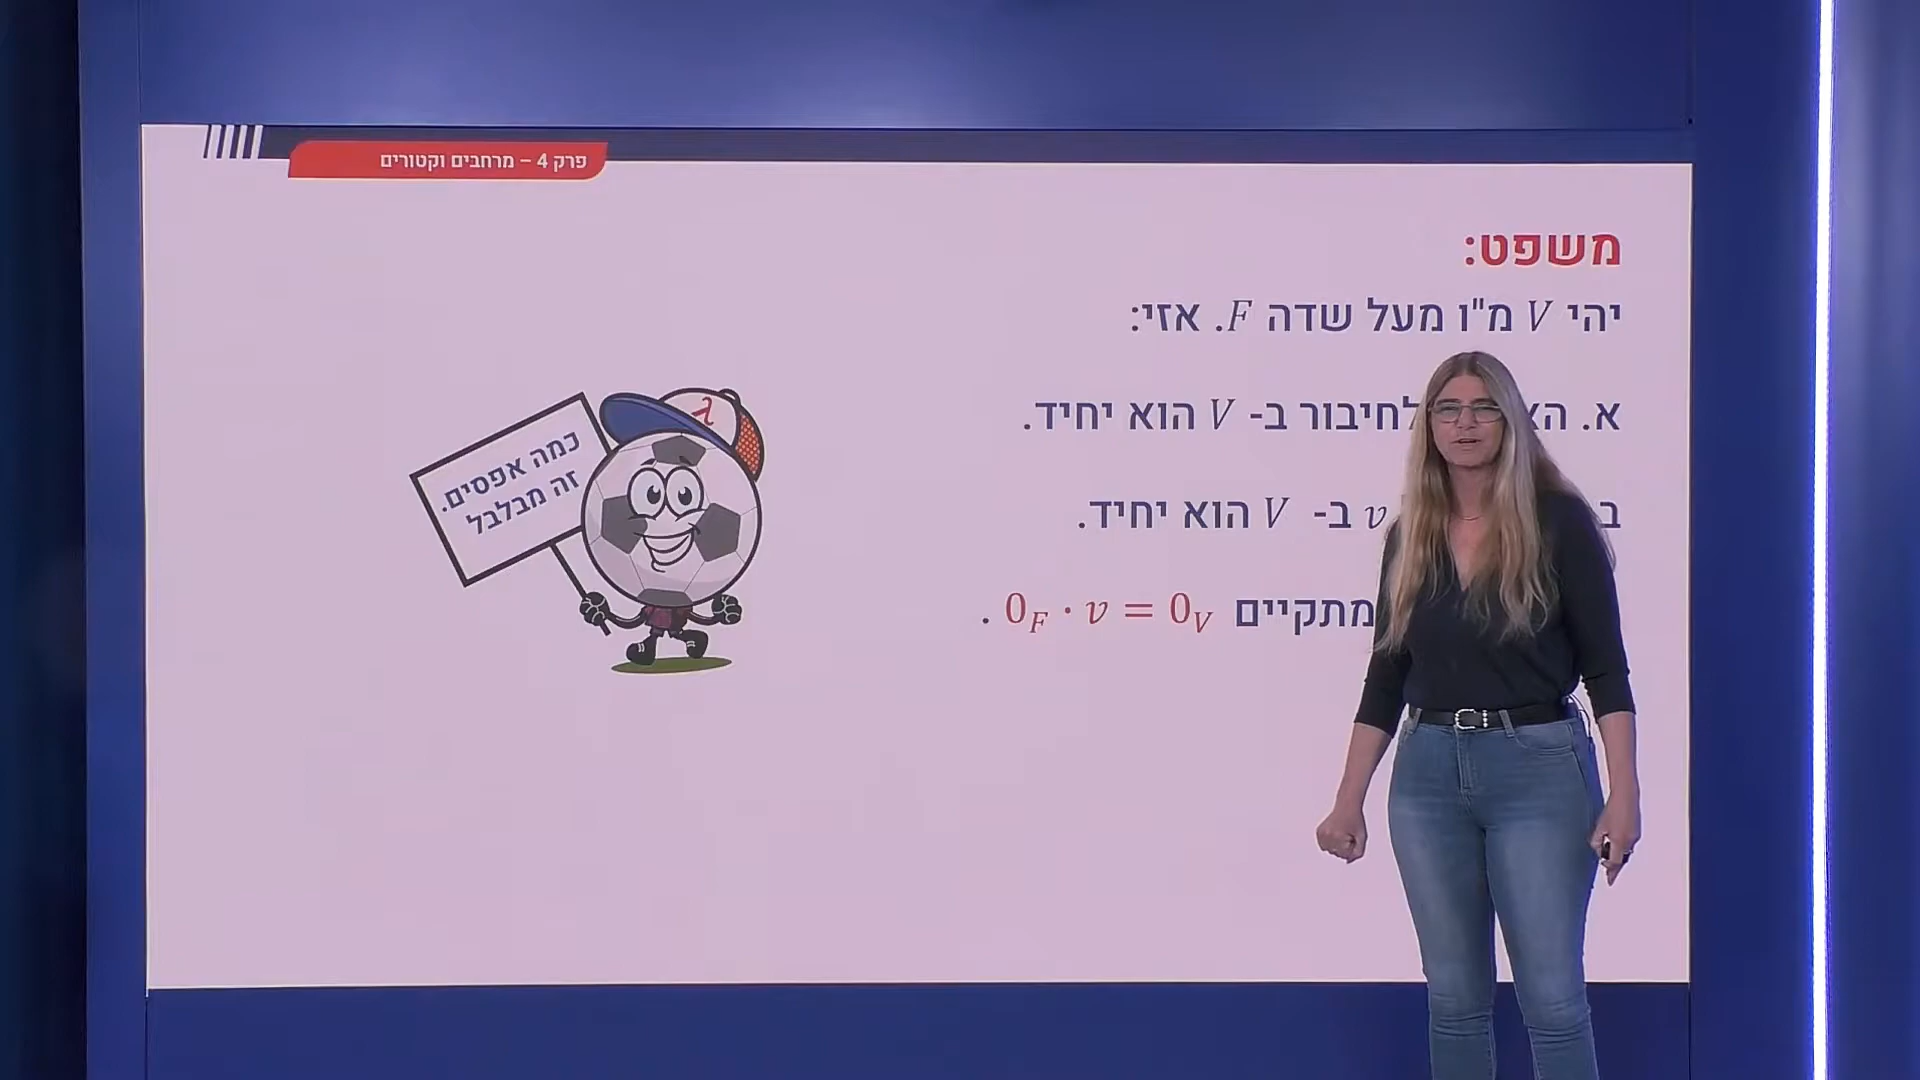 פרק 4 – מרחבים וקטורים
משפט:
יהי V מ"ו מעל שדה F. אזי:
א. לחיבור ב- V הוא יחיד.
ב. v ב- V הוא יחיד.
מתקיים 0_F · v = 0_V .
כמה אפסים.
זה מבלבל
λ